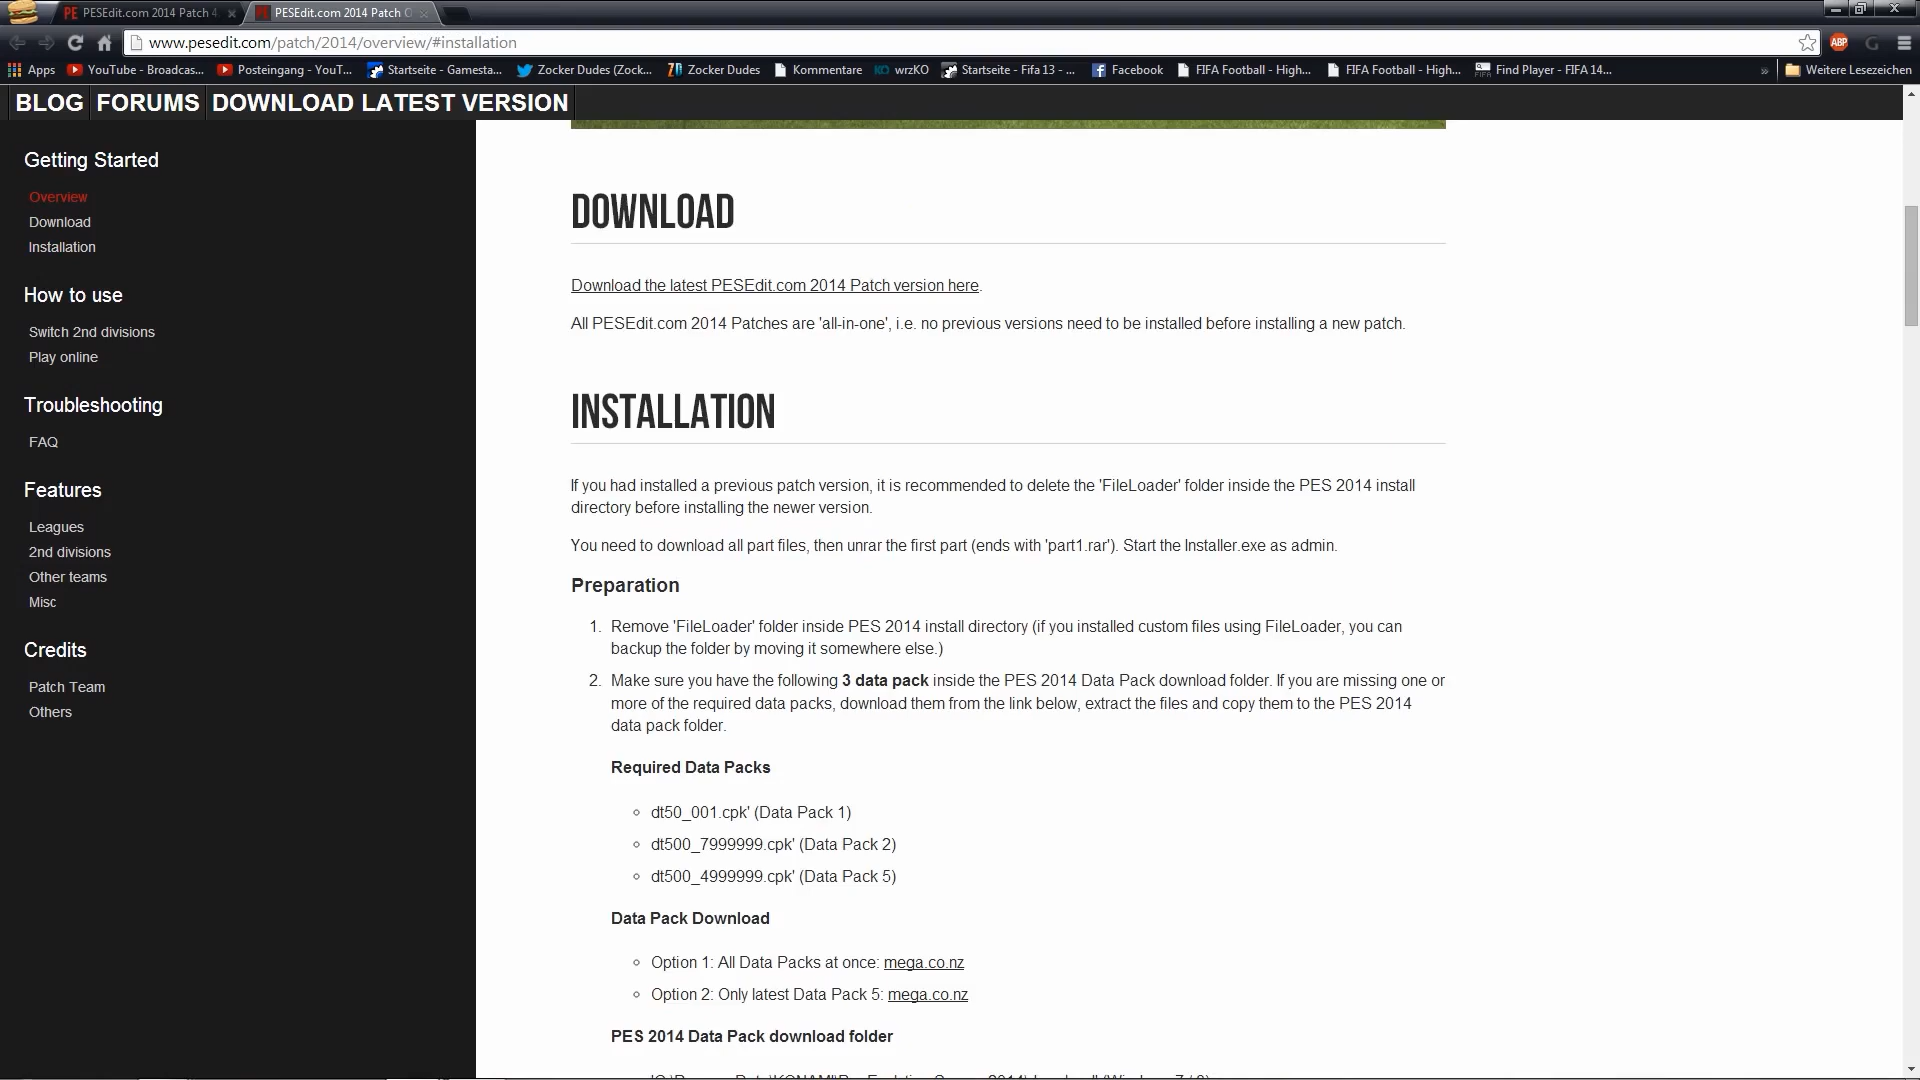 PESEdit.com 2014 Patch 4
PESEdit.com 2014 Patch O
www.pesedit.com/patch/2014/overview/#installation
ABP
Apps
YouTube - Broadcas...
Posteingang - YouT...
Startseite - Gamesta...
Zocker Dudes (Zock...
Zocker Dudes
Kommentare
KO wrzKO
Startseite - Fifa 13 - ...
Facebook
FIFA Football - High...
FIFA Football - High...
Find Player - FIFA 14...
»
Weitere Lesezeichen
BLOG
FORUMS
DOWNLOAD LATEST VERSION
Getting Started
Overview
Download
Installation
How to use
Switch 2nd divisions
Play online
Troubleshooting
FAQ
Features
Leagues
2nd divisions
Other teams
Misc
Credits
Patch Team
Others
DOWNLOAD
Download the latest PESEdit.com 2014 Patch version here.
All PESEdit.com 2014 Patches are 'all-in-one', i.e. no previous versions need to be installed before installing a new patch.
INSTALLATION
If you had installed a previous patch version, it is recommended to delete the 'FileLoader' folder inside the PES 2014 install
directory before installing the newer version.
You need to download all part files, then unrar the first part (ends with 'part1.rar'). Start the Installer.exe as admin.
Preparation
1. Remove 'FileLoader' folder inside PES 2014 install directory (if you installed custom files using FileLoader, you can
backup the folder by moving it somewhere else.)
2. Make sure you have the following 3 data pack inside the PES 2014 Data Pack download folder. If you are missing one or
more of the required data packs, download them from the link below, extract the files and copy them to the PES 2014
data pack folder.
Required Data Packs
dt50_001.cpk' (Data Pack 1)
dt500_7999999.cpk' (Data Pack 2)
dt500_4999999.cpk' (Data Pack 5)
Data Pack Download
Option 1: All Data Packs at once: mega.co.nz
Option 2: Only latest Data Pack 5: mega.co.nz
PES 2014 Data Pack download folder